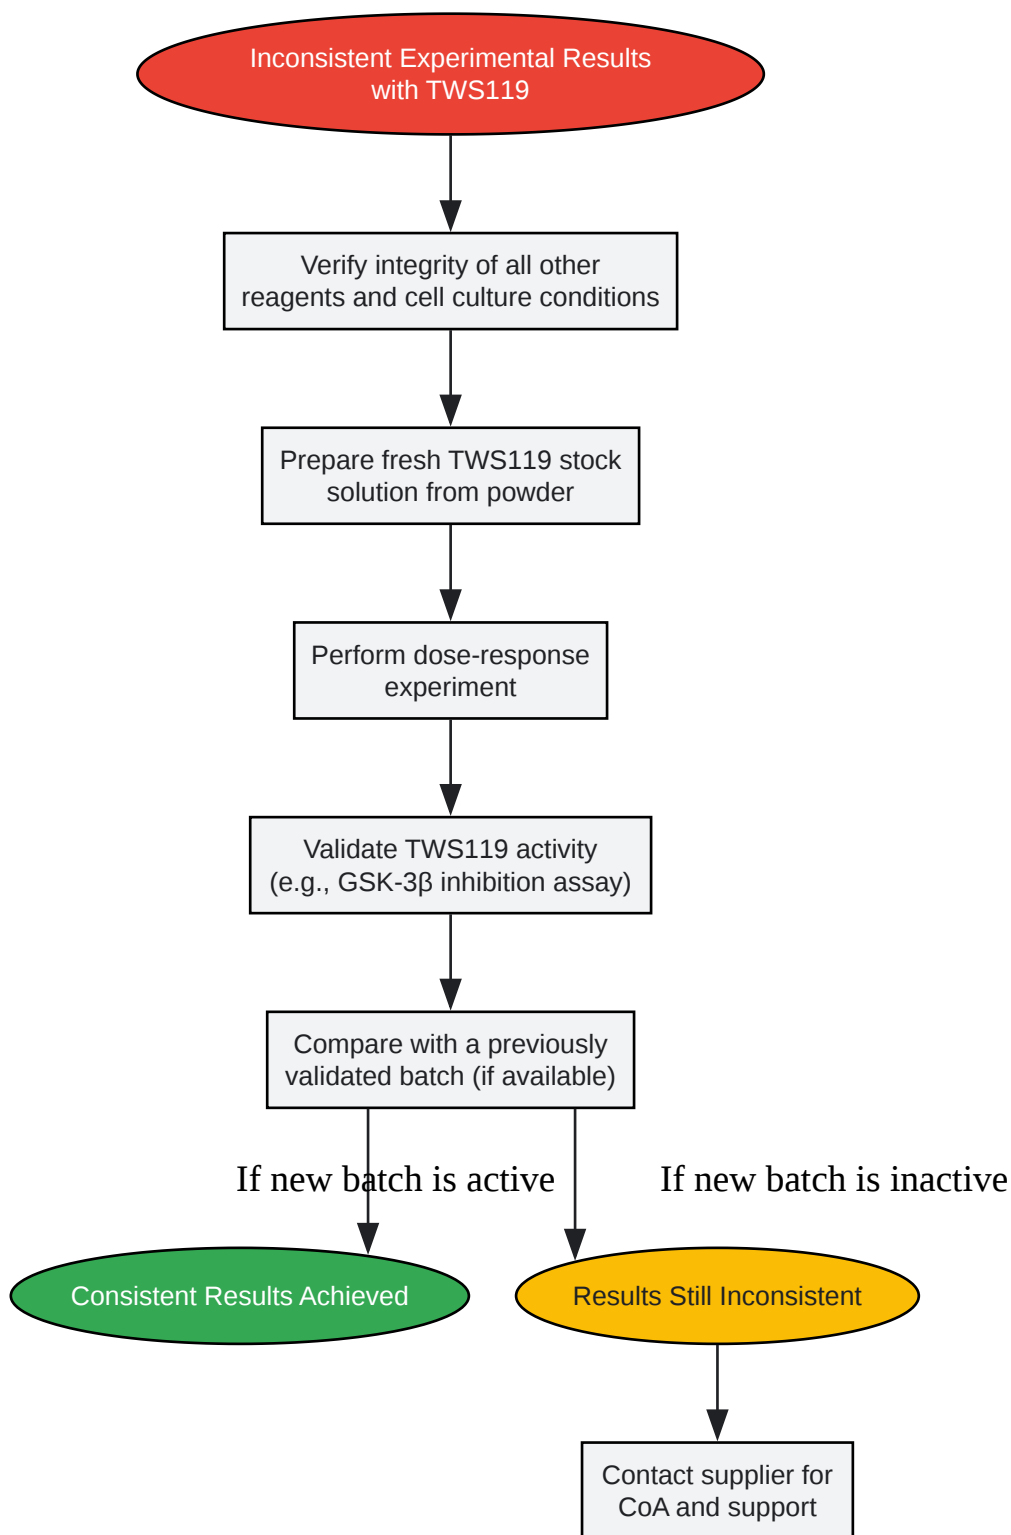 Inconsistent Experimental Results
with TWS119
Verify integrity of all other
reagents and cell culture conditions
Prepare fresh TWS119 stock
solution from powder
Perform dose-response
experiment
Validate TWS119 activity
(e.g., GSK-3β inhibition assay)
Compare with a previously
validated batch (if available)
If new batch is active
If new batch is inactive
Consistent Results Achieved
Results Still Inconsistent
Contact supplier for
CoA and support